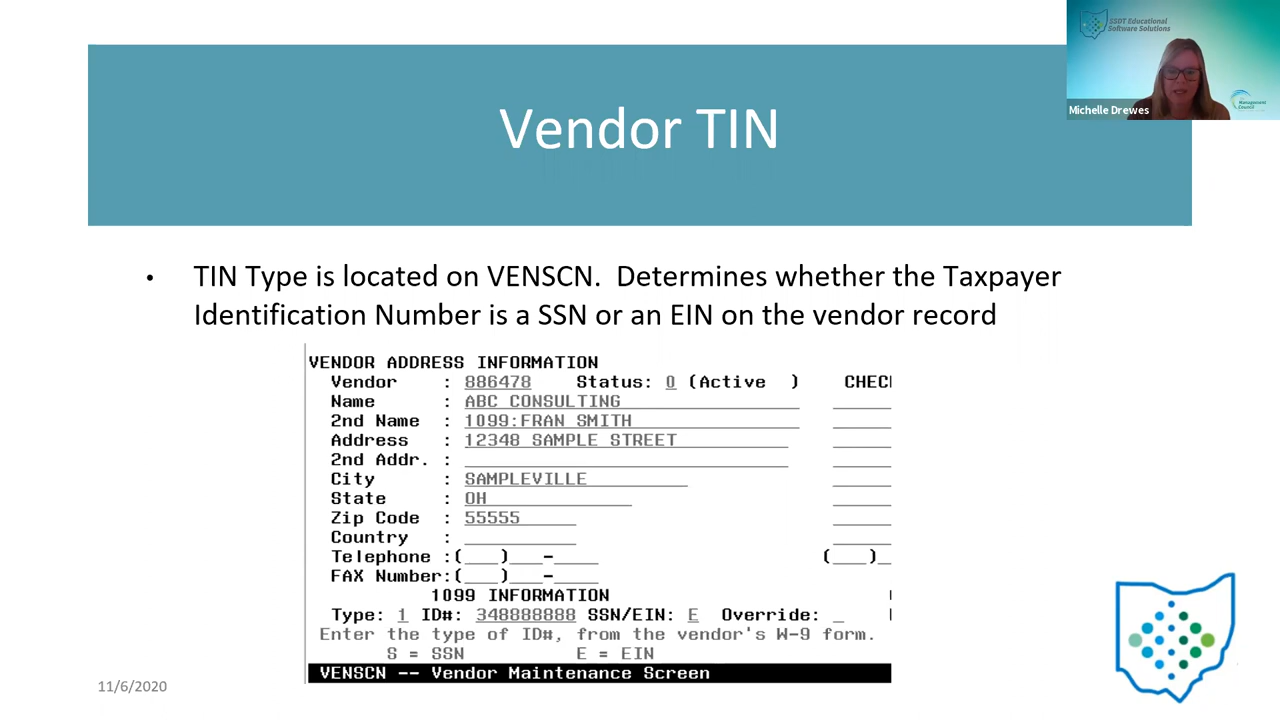 SSDT Educational
Software Solutions
Management
Council
Michelle Drewes
Vendor TIN
• TIN Type is located on VENSCN. Determines whether the Taxpayer
Identification Number is a SSN or an EIN on the vendor record
VENDOR ADDRESS INFORMATION
Vendor : 886478 Status: 0 (Active ) CHEC
Name : ABC CONSULTING
2nd Name : 1099:FRAN SMITH
Address : 12348 SAMPLE STREET
2nd Addr. :
City : SAMPLEVILLE
State : OH
Zip Code : 55555
Country :
Telephone :(___)___-____ (___)_
FAX Number:(___)___-____
1099 INFORMATION
Type: 1 ID#: 348888888 SSN/EIN: E Override: _
Enter the type of ID#, from the vendor's W-9 form.
S = SSN E = EIN
VENSCN -- Vendor Maintenance Screen
11/6/2020